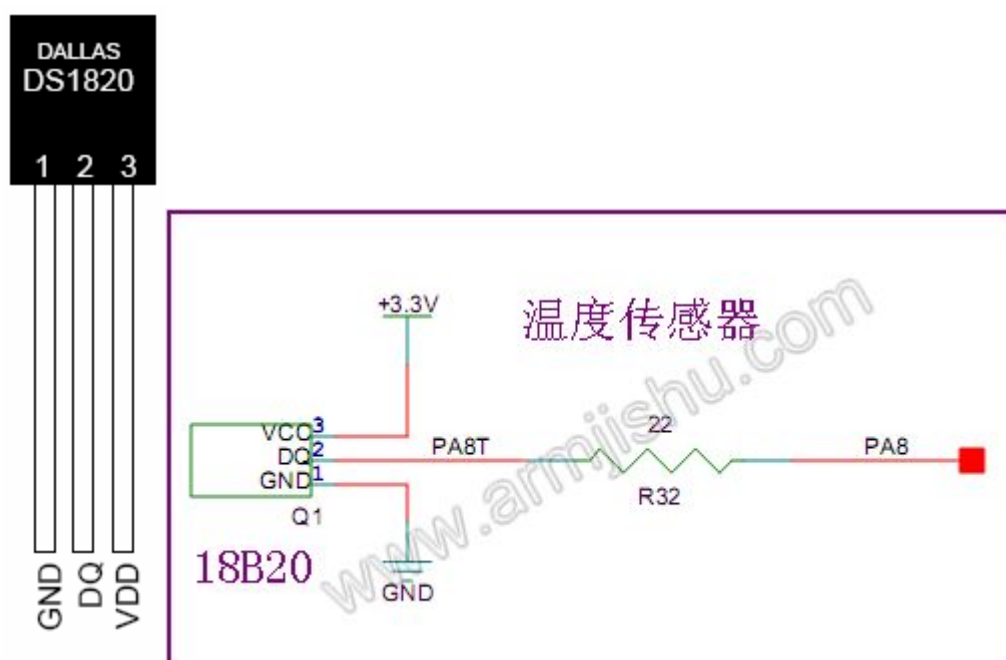 DALLAS
DS1820
1 2 3
GND
DQ
VDD
温度传感器
+3.3V
VCC 3
DQ 2
GND 1
PA8T
22
R32
PA8
Q1
18B20
GND
www.armjishu.com